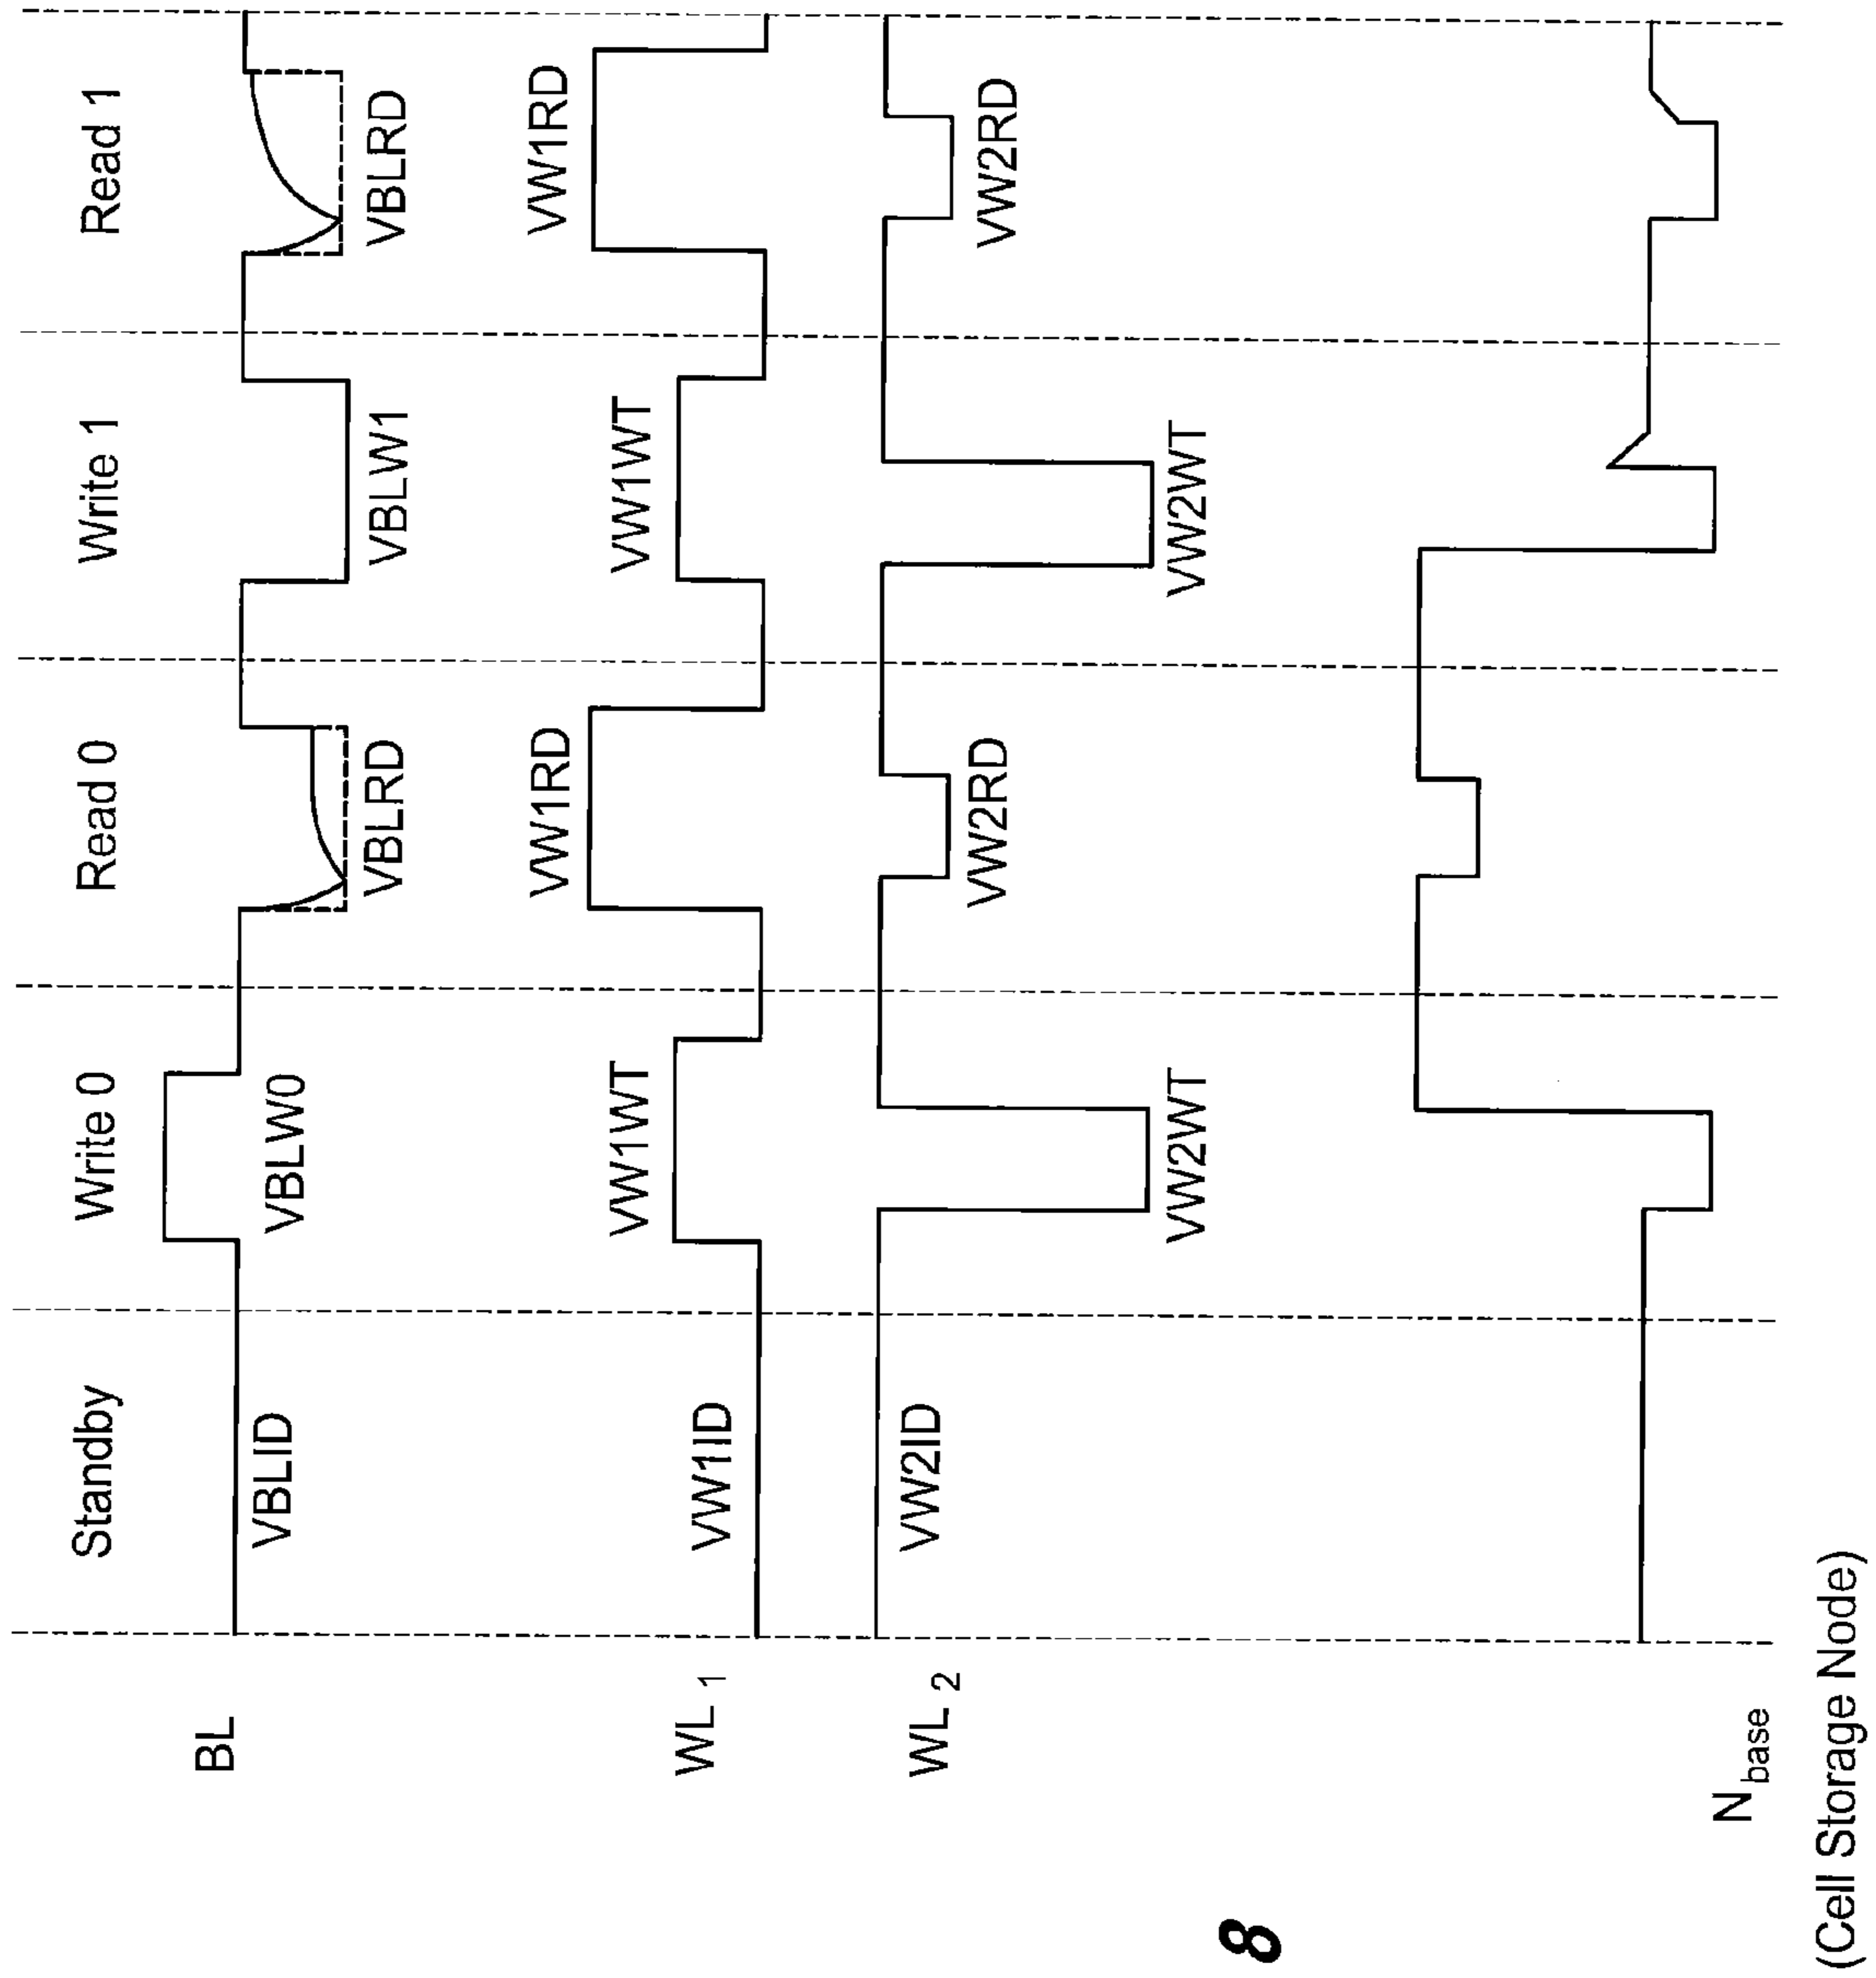 Standby Write 0 Read 0 Write 1 Read 1
BL
VBLID VBLW0 VBLRD VBLW1 VBLRD
WL 1
VW1ID VW1WT VW1RD VW1WT VW1RD
WL 2
VW2ID VW2WT VW2RD VW2WT VW2RD
N base
(Cell Storage Node)
8